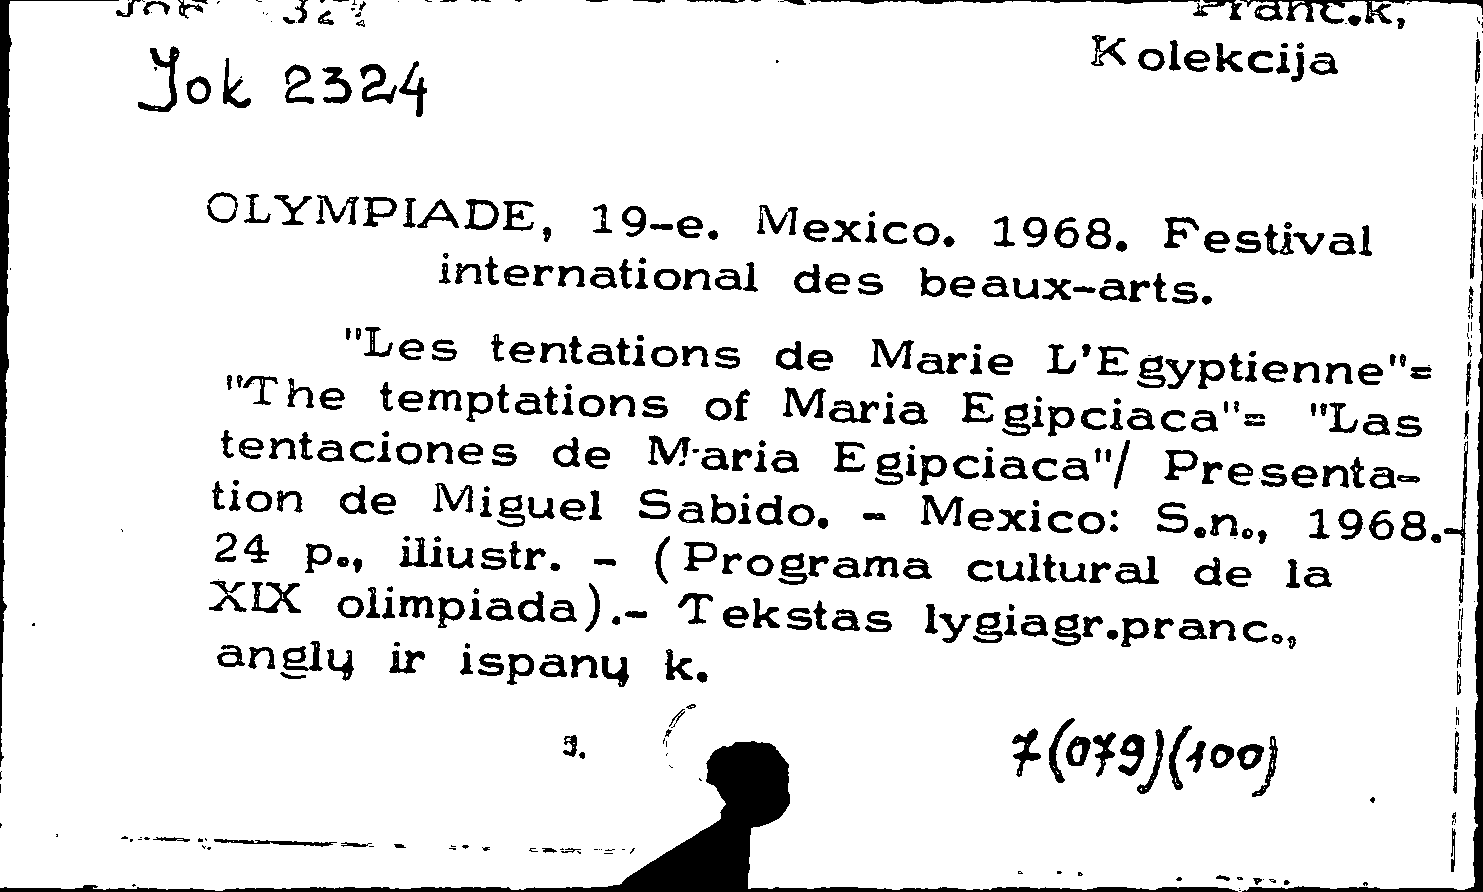 Pranc.k,
Kolekcija
Jok 2324
OLYMPIADE, 19-e. Mexico. 1968. Festival
international des beaux-arts.
"Les tentations de Marie L'Egyptienne"=
"The temptations of Maria Egipciaca"= "Las
tentaciones de Maria Egipciaca"/ Presenta-
tion de Miguel Sabido. - Mexico: S.n., 1968.-
24 p., iliustr. - (Programa cultural de la
XIX olimpiada).- Tekstas lygiagr.pranc.,
anglų ir ispanų k.
7(079)(100)